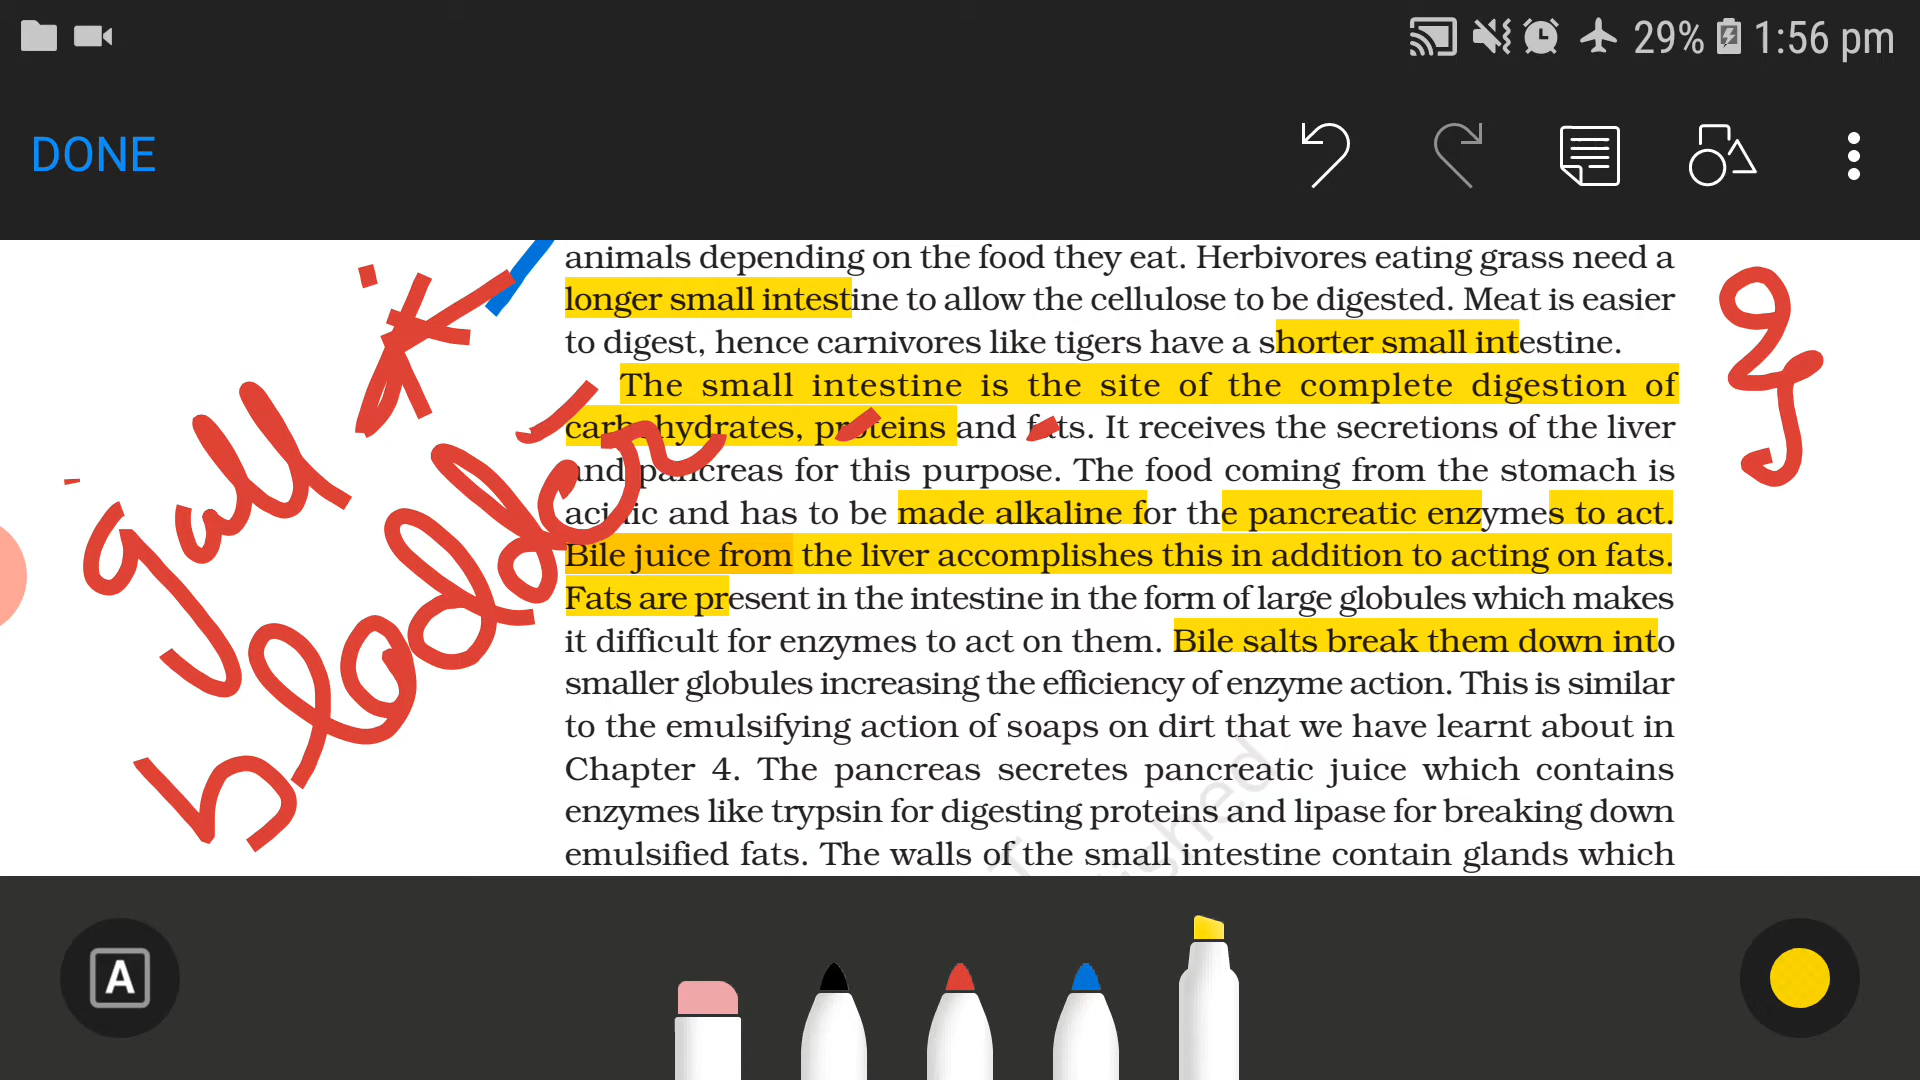 29% 1:56 pm
DONE
animals depending on the food they eat. Herbivores eating grass need a
longer small intestine to allow the cellulose to be digested. Meat is easier
to digest, hence carnivores like tigers have a shorter small intestine.
The small intestine is the site of the complete digestion of
carbohydrates, proteins and fats. It receives the secretions of the liver
and pancreas for this purpose. The food coming from the stomach is
acidic and has to be made alkaline for the pancreatic enzymes to act.
Bile juice from the liver accomplishes this in addition to acting on fats.
Fats are present in the intestine in the form of large globules which makes
it difficult for enzymes to act on them. Bile salts break them down into
smaller globules increasing the efficiency of enzyme action. This is similar
to the emulsifying action of soaps on dirt that we have learnt about in
Chapter 4. The pancreas secretes pancreatic juice which contains
enzymes like trypsin for digesting proteins and lipase for breaking down
emulsified fats. The walls of the small intestine contain glands which
gall
bladder
A